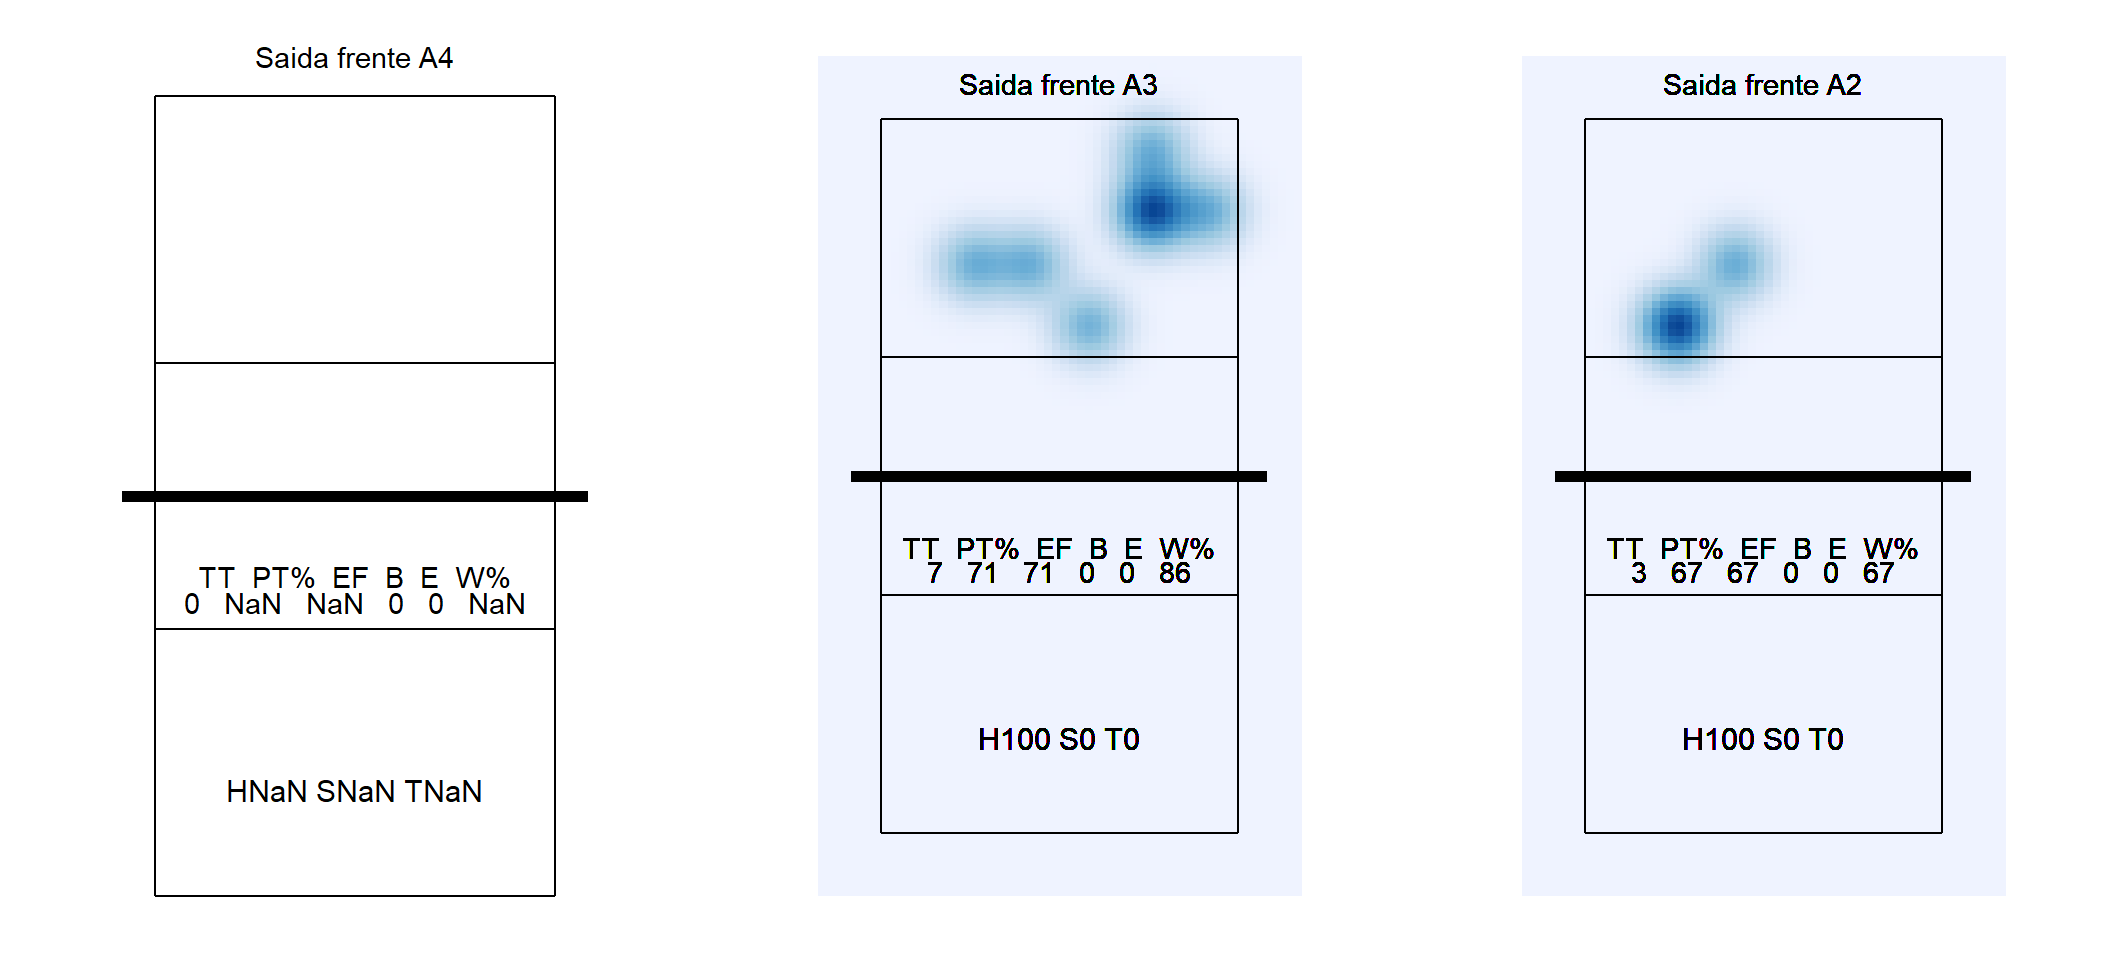 Saida frente A4
TT PT% EF B E W%
0 NaN NaN 0 0 NaN
HNaN SNaN TNaN
Saida frente A3
TT PT% EF B E W%
7 71 71 0 0 86
H100 S0 T0
Saida frente A2
TT PT% EF B E W%
3 67 67 0 0 67
H100 S0 T0